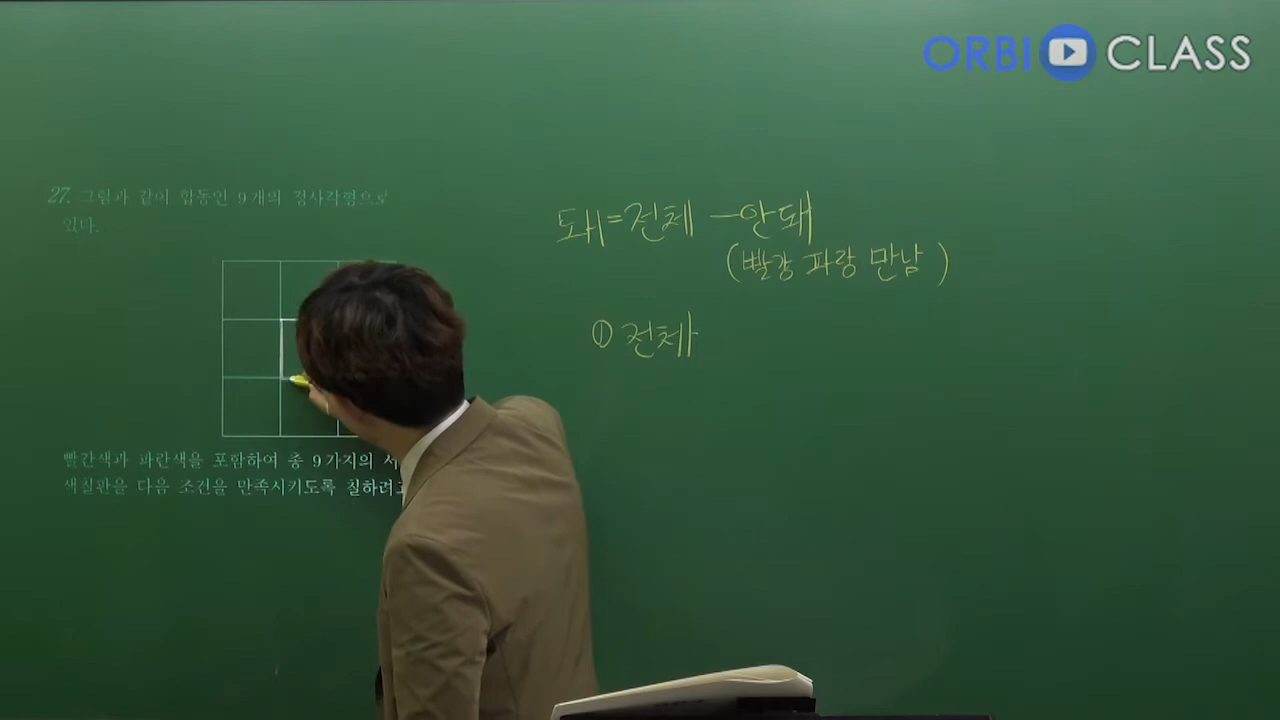 ORBI CLASS
27. 그림과 같이 합동인 9개의 정사각형으로
있다.
빨간색과 파란색을 포함하여 총 9가지의 서
색칠판을 다음 조건을 만족시키도록 칠하려고
돼=전체 -안돼
(빨강 파랑 만남)
① 전체